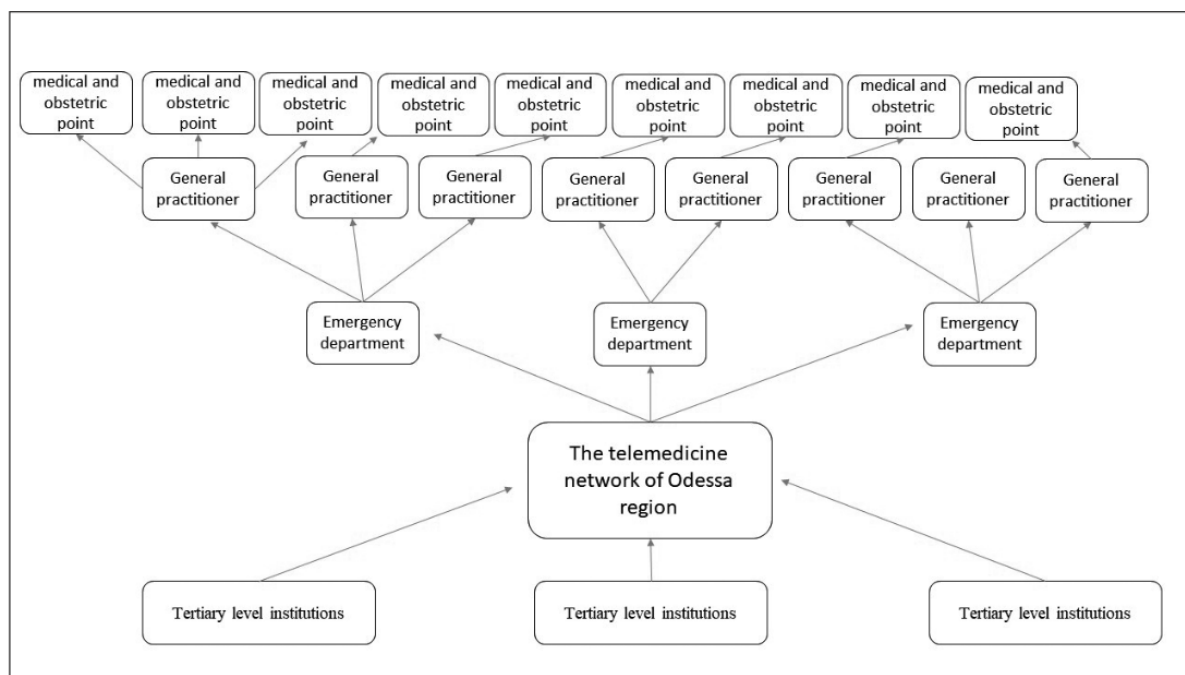 medical and
obstetric
point
medical and
obstetric
point
medical and
obstetric
point
medical and
obstetric
point
medical and
obstetric
point
medical and
obstetric
point
medical and
obstetric
point
medical and
obstetric
point
medical and
obstetric
point
General
practitioner
General
practitioner
General
practitioner
General
practitioner
General
practitioner
General
practitioner
General
practitioner
General
practitioner
Emergency
department
Emergency
department
Emergency
department
The telemedicine
network of Odessa
region
Tertiary level institutions
Tertiary level institutions
Tertiary level institutions